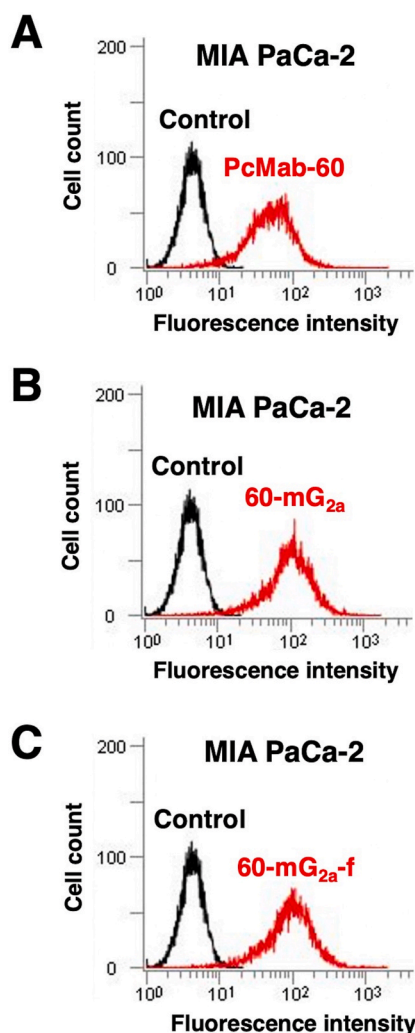 A
MIA PaCa-2
Control
PcMab-60
Cell count
200
100
0
10⁰ 10¹ 10² 10³
Fluorescence intensity
B
MIA PaCa-2
Control
60-mG₂ₐ
Cell count
200
100
0
10⁰ 10¹ 10² 10³
Fluorescence intensity
C
MIA PaCa-2
Control
60-mG₂ₐ-f
Cell count
200
100
0
10⁰ 10¹ 10² 10³
Fluorescence intensity